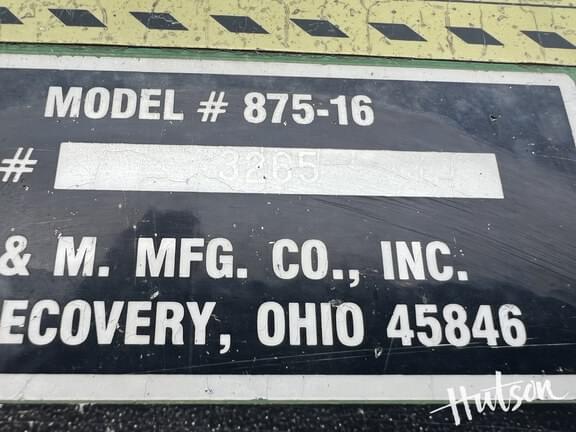 MODEL # 875-16
# 3265
& M. MFG. CO., INC.
ECOVERY, OHIO 45846
Hutson